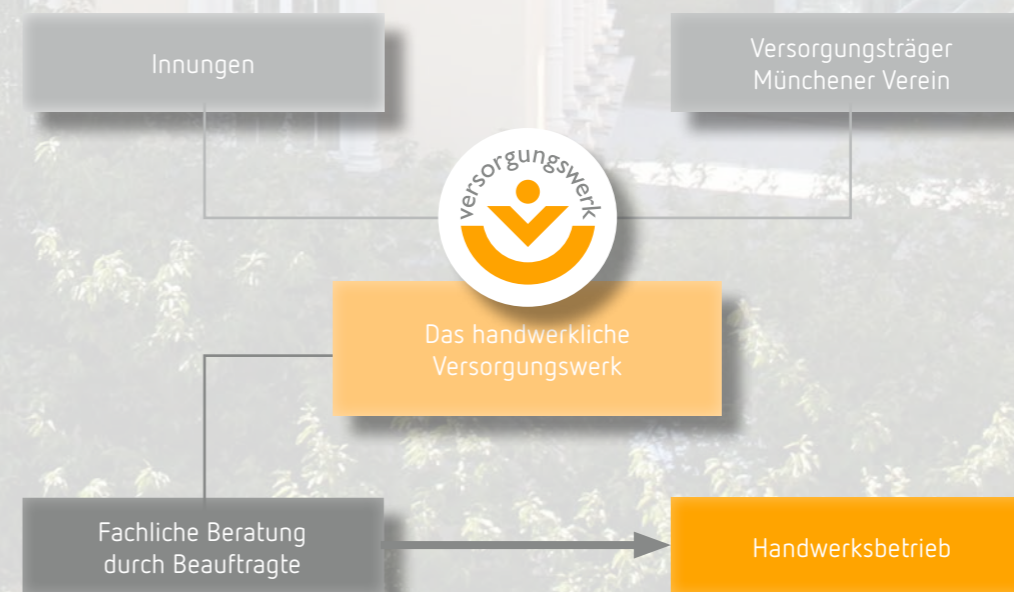 Innungen
Versorgungsträger
Münchener Verein
versorgungswerk
Das handwerkliche
Versorgungswerk
Fachliche Beratung
durch Beauftragte
Handwerksbetrieb